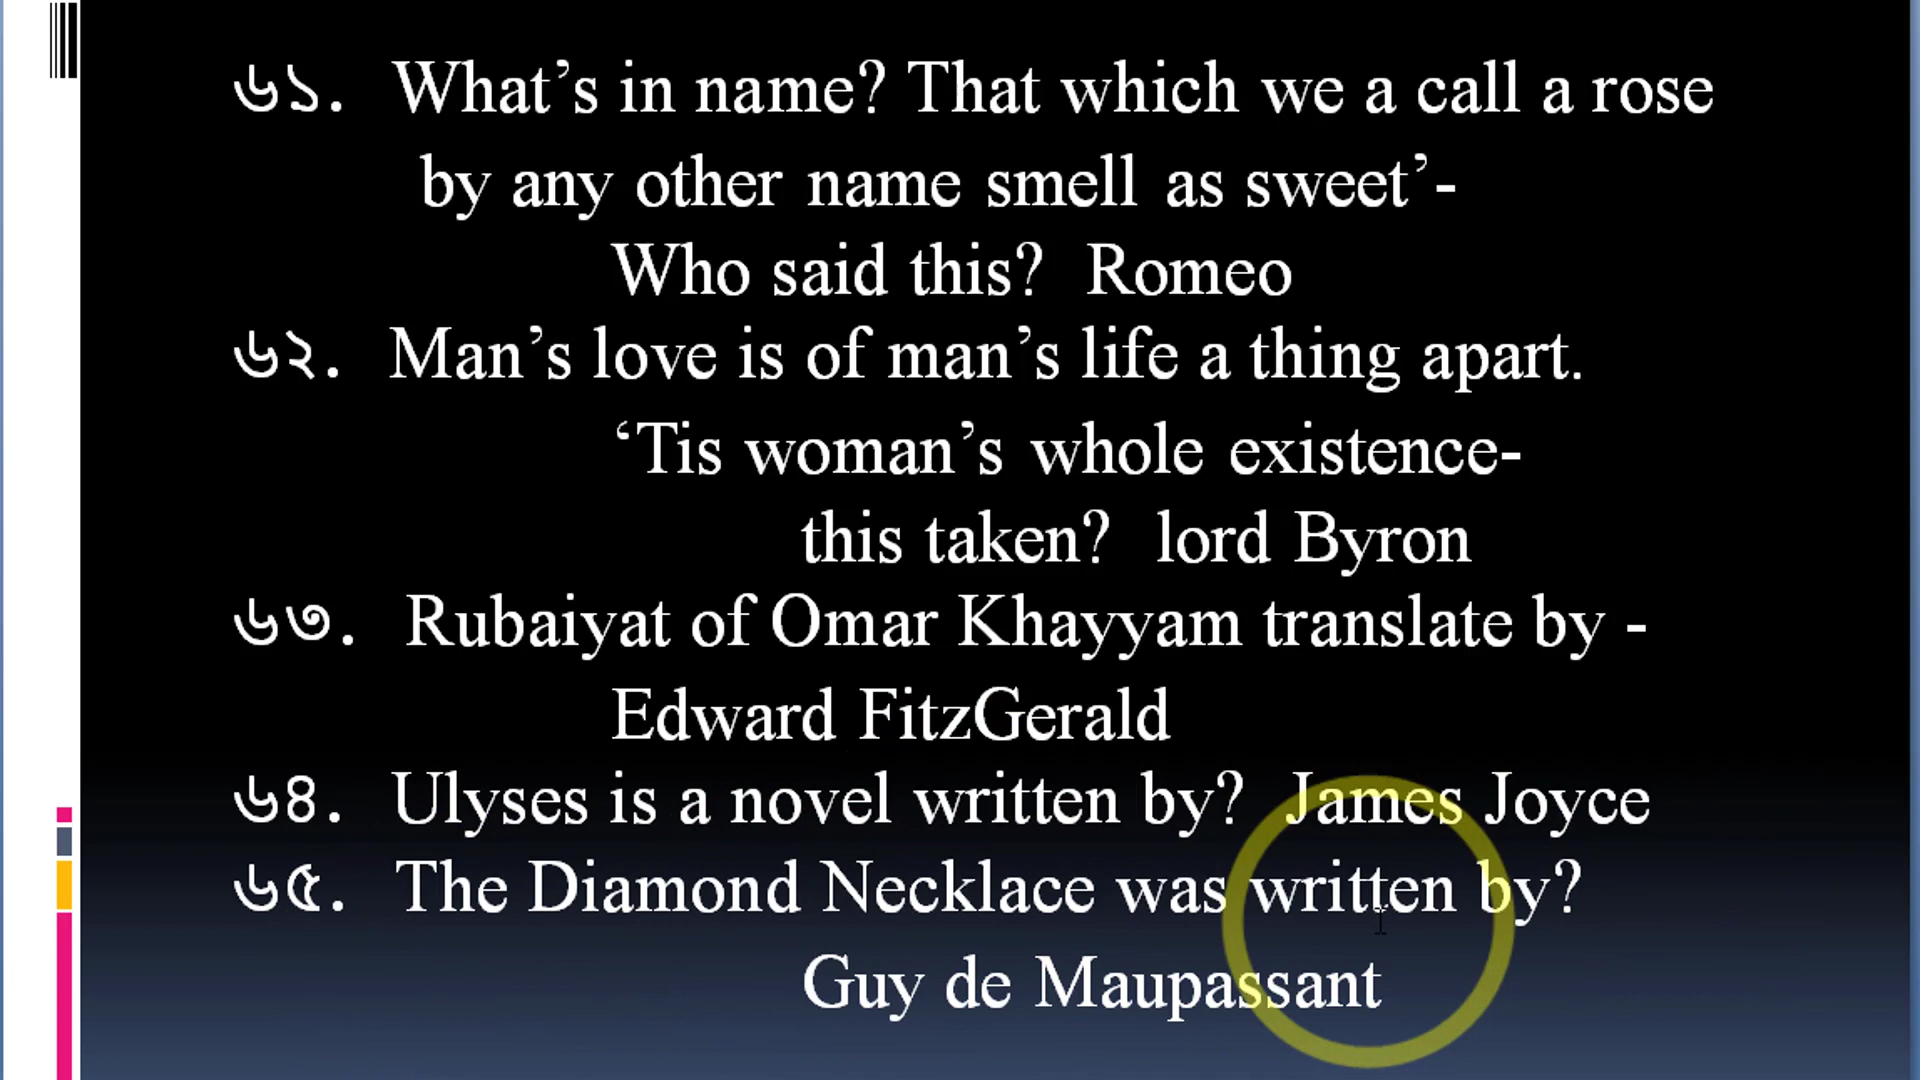 ৬১. What’s in name? That which we a call a rose
by any other name smell as sweet’-
Who said this? Romeo
৬২. Man’s love is of man’s life a thing apart.
‘Tis woman’s whole existence-
this taken? lord Byron
৬৩. Rubaiyat of Omar Khayyam translate by -
Edward FitzGerald
৬৪. Ulyses is a novel written by? James Joyce
৬৫. The Diamond Necklace was written by?
Guy de Maupassant